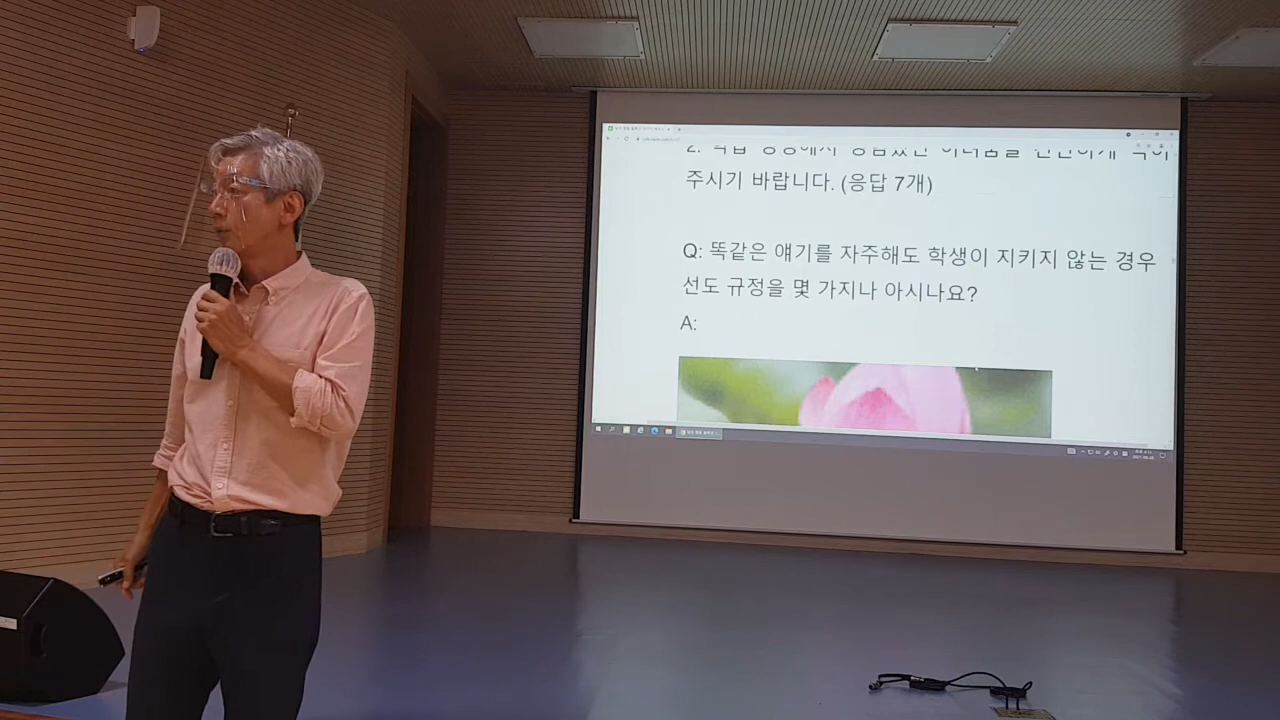 주시기 바랍니다. (응답 7개)
Q: 똑같은 얘기를 자주해도 학생이 지키지 않는 경우
선도 규정을 몇 가지나 아시나요?
A: